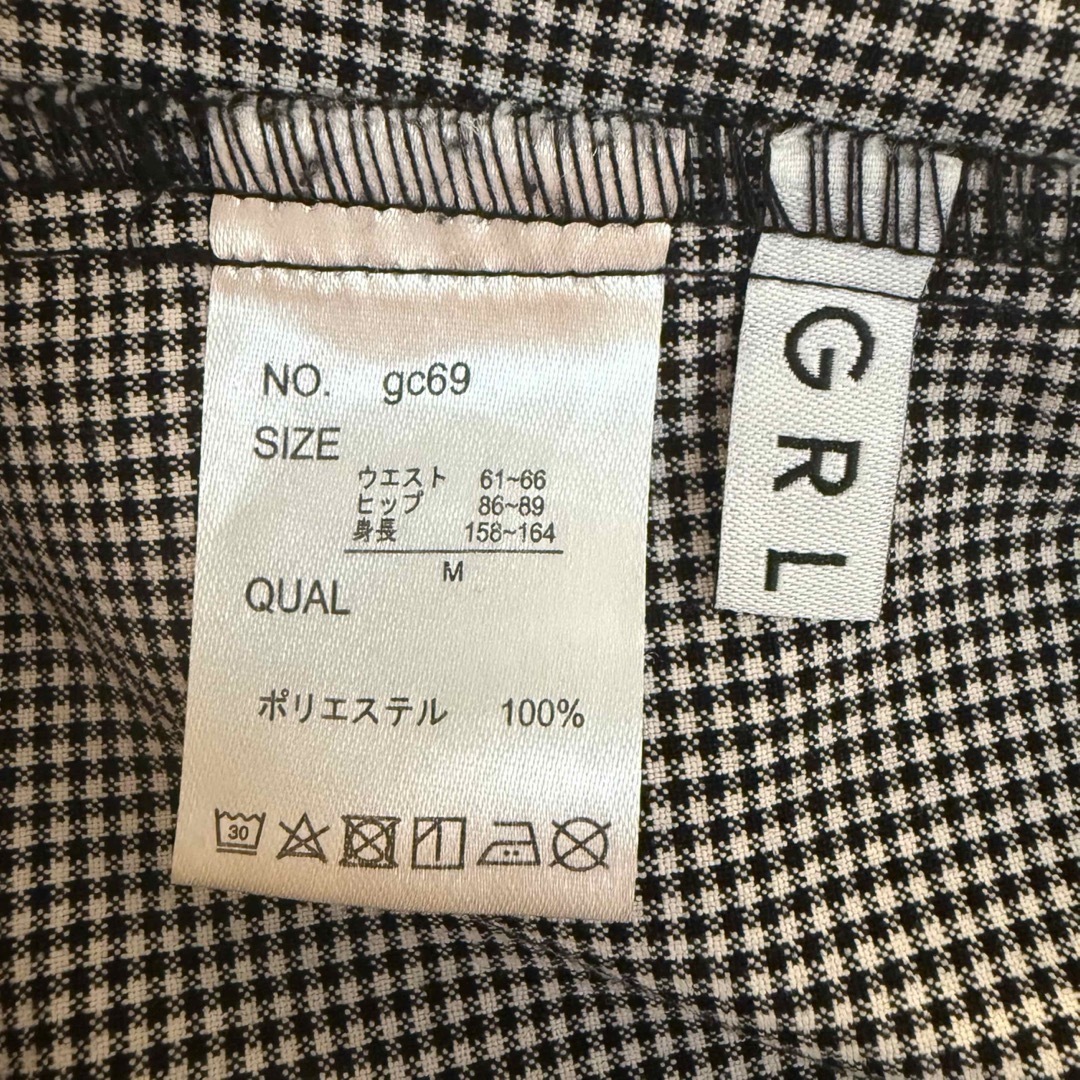 NO. gc69
SIZE
ウエスト 61~66
ヒップ 86~89
身長 158~164
M
QUAL
ポリエステル 100%
30
GRL